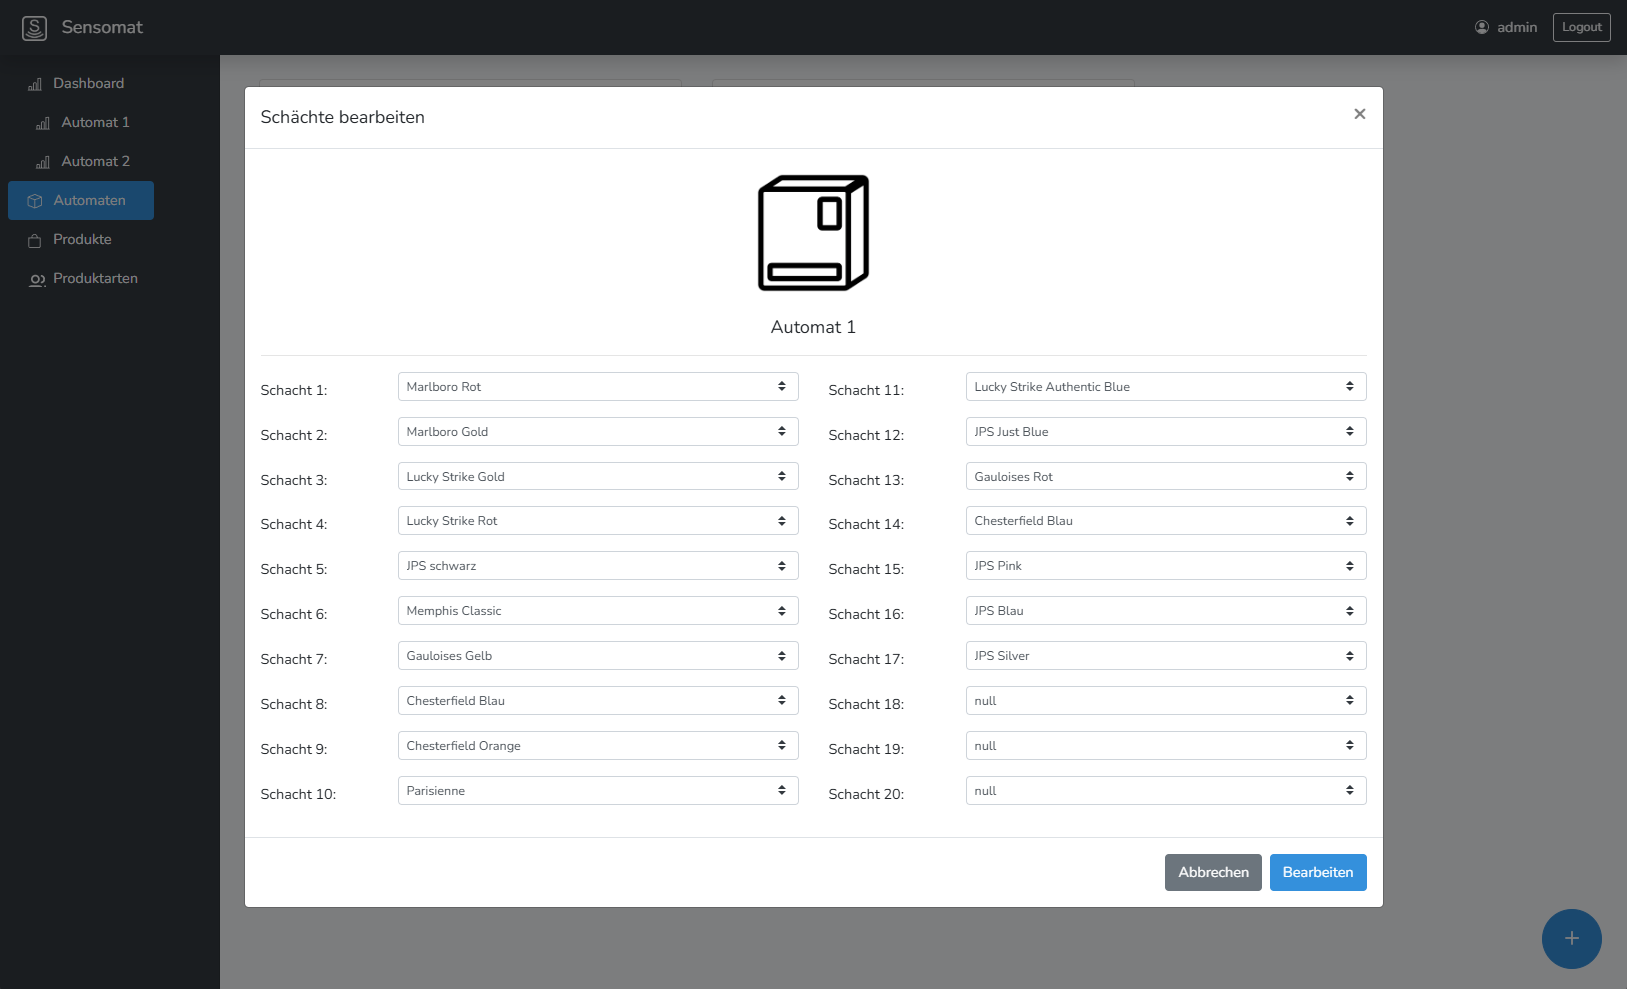 Sensomat
admin
Logout
Dashboard
Automat 1
Automat 2
Automaten
Produkte
Produktarten
Schächte bearbeiten
×
Automat 1
Schacht 1: Marlboro Rot
Schacht 2: Marlboro Gold
Schacht 3: Lucky Strike Gold
Schacht 4: Lucky Strike Rot
Schacht 5: JPS schwarz
Schacht 6: Memphis Classic
Schacht 7: Gauloises Gelb
Schacht 8: Chesterfield Blau
Schacht 9: Chesterfield Orange
Schacht 10: Parisienne
Schacht 11: Lucky Strike Authentic Blue
Schacht 12: JPS Just Blue
Schacht 13: Gauloises Rot
Schacht 14: Chesterfield Blau
Schacht 15: JPS Pink
Schacht 16: JPS Blau
Schacht 17: JPS Silver
Schacht 18: null
Schacht 19: null
Schacht 20: null
Abbrechen
Bearbeiten
+